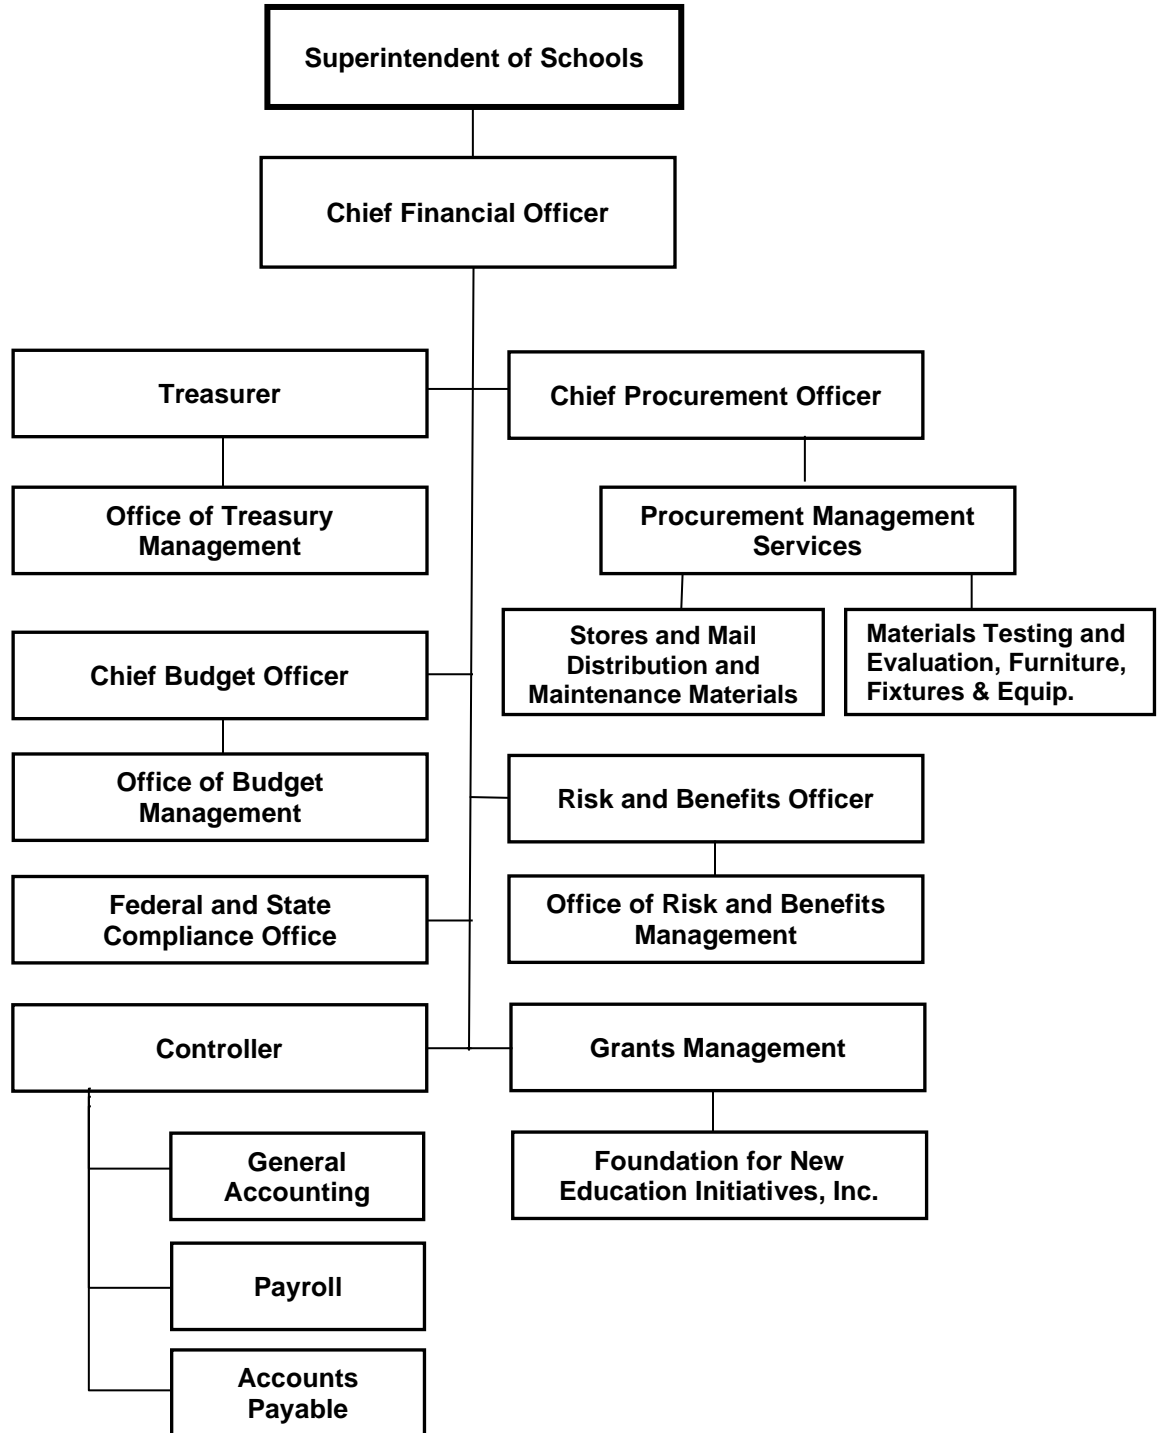 Superintendent of Schools
Chief Financial Officer
Treasurer
Chief Procurement Officer
Office of Treasury
Management
Procurement Management
Services
Stores and Mail
Distribution and
Maintenance Materials
Materials Testing and
Evaluation, Furniture,
Fixtures & Equip.
Chief Budget Officer
Office of Budget
Management
Risk and Benefits Officer
Federal and State
Compliance Office
Office of Risk and Benefits
Management
Controller
Grants Management
General
Accounting
Foundation for New
Education Initiatives, Inc.
Payroll
Accounts
Payable